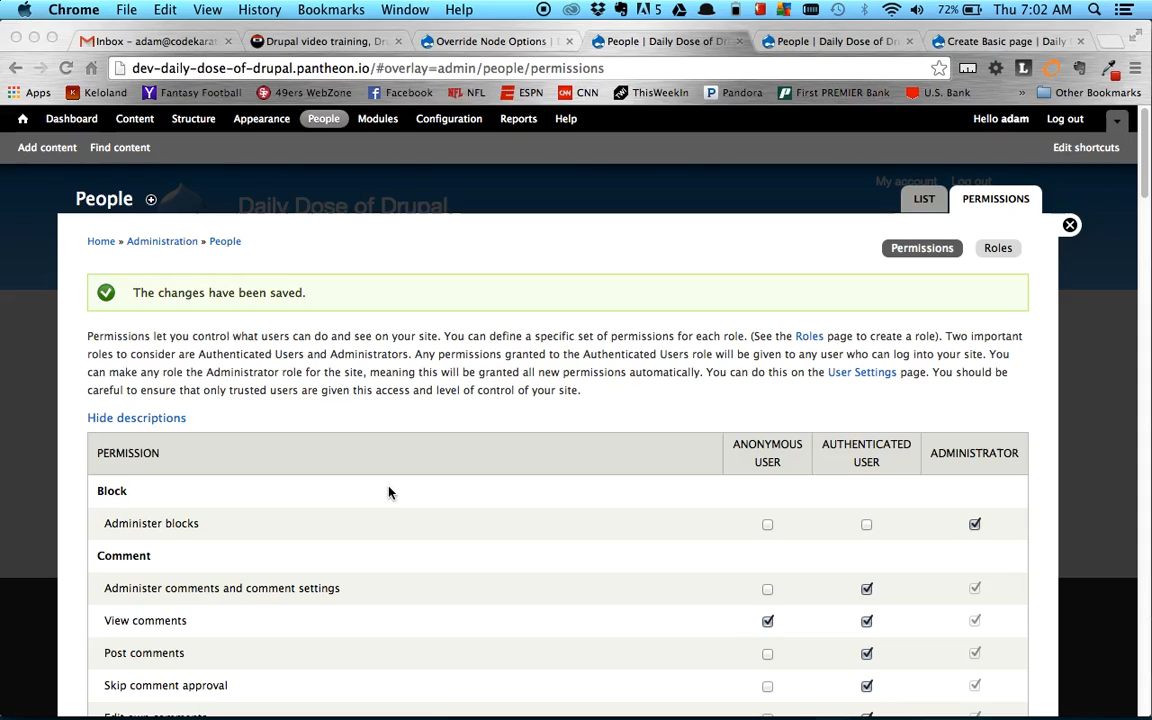 Chrome File Edit View History Bookmarks Window Help 5 72% Thu 7:02 AM
Inbox - adam@codekarat Drupal video training, Dr Override Node Options | D People | Daily Dose of Dr People | Daily Dose of Dr Create Basic page | Daily
dev-daily-dose-of-drupal.pantheon.io/#overlay=admin/people/permissions
Apps Keloland Fantasy Football 49ers WebZone Facebook NFL ESPN CNN ThisWeekIn Pandora First PREMIER Bank U.S. Bank » Other Bookmarks
Dashboard Content Structure Appearance People Modules Configuration Reports Help Hello adam Log out
Add content Find content Edit shortcuts
My account Log out
People Daily Dose of Drupal LIST PERMISSIONS
Home » Administration » People
Permissions Roles
The changes have been saved.
Permissions let you control what users can do and see on your site. You can define a specific set of permissions for each role. (See the Roles page to create a role). Two important
roles to consider are Authenticated Users and Administrators. Any permissions granted to the Authenticated Users role will be given to any user who can log into your site. You
can make any role the Administrator role for the site, meaning this will be granted all new permissions automatically. You can do this on the User Settings page. You should be
careful to ensure that only trusted users are given this access and level of control of your site.
Hide descriptions
PERMISSION ANONYMOUS USER AUTHENTICATED USER ADMINISTRATOR
Block
Administer blocks
Comment
Administer comments and comment settings
View comments
Post comments
Skip comment approval
Edit own comments